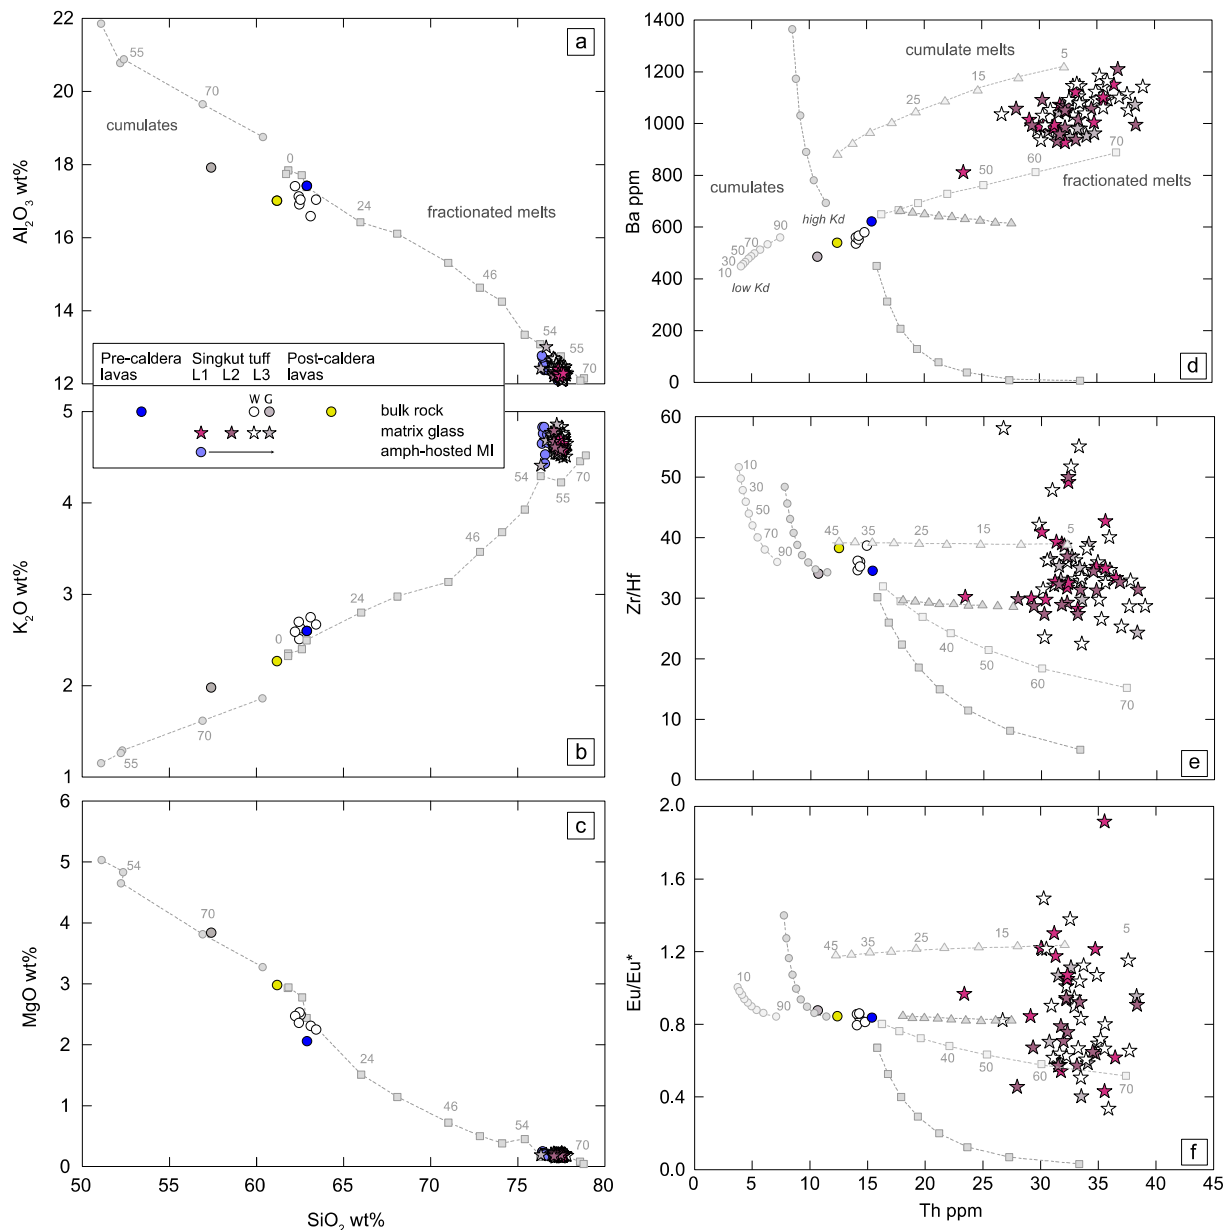 22
20
18
16
14
12
Al2O3 wt%
a
55
70
cumulates
0
24
fractionated melts
46
54
55
70
Pre-caldera Singkut tuff Post-caldera
lavas L1 L2 L3 lavas
W G
bulk rock
matrix glass
amph-hosted MI
5
4
3
2
1
K2O wt%
b
54
70
55
46
24
0
70
55
6
5
4
3
2
1
0
MgO wt%
c
54
70
24
46
54
70
50 55 60 65 70 75 80
SiO2 wt%
1400
1200
1000
800
600
400
200
0
Ba ppm
d
cumulate melts
5
15
25
70
60
50
fractionated melts
cumulates
high Kd
90
70
50
30
10
low Kd
60
50
40
30
20
10
0
Zr/Hf
e
10
30
50
70
90
45 35 25 15 5
40
50
60
70
2.0
1.6
1.2
0.8
0.4
0.0
Eu/Eu*
f
10
90
45 35 25 15 5
40
50
60
70
0 5 10 15 20 25 30 35 40 45
Th ppm